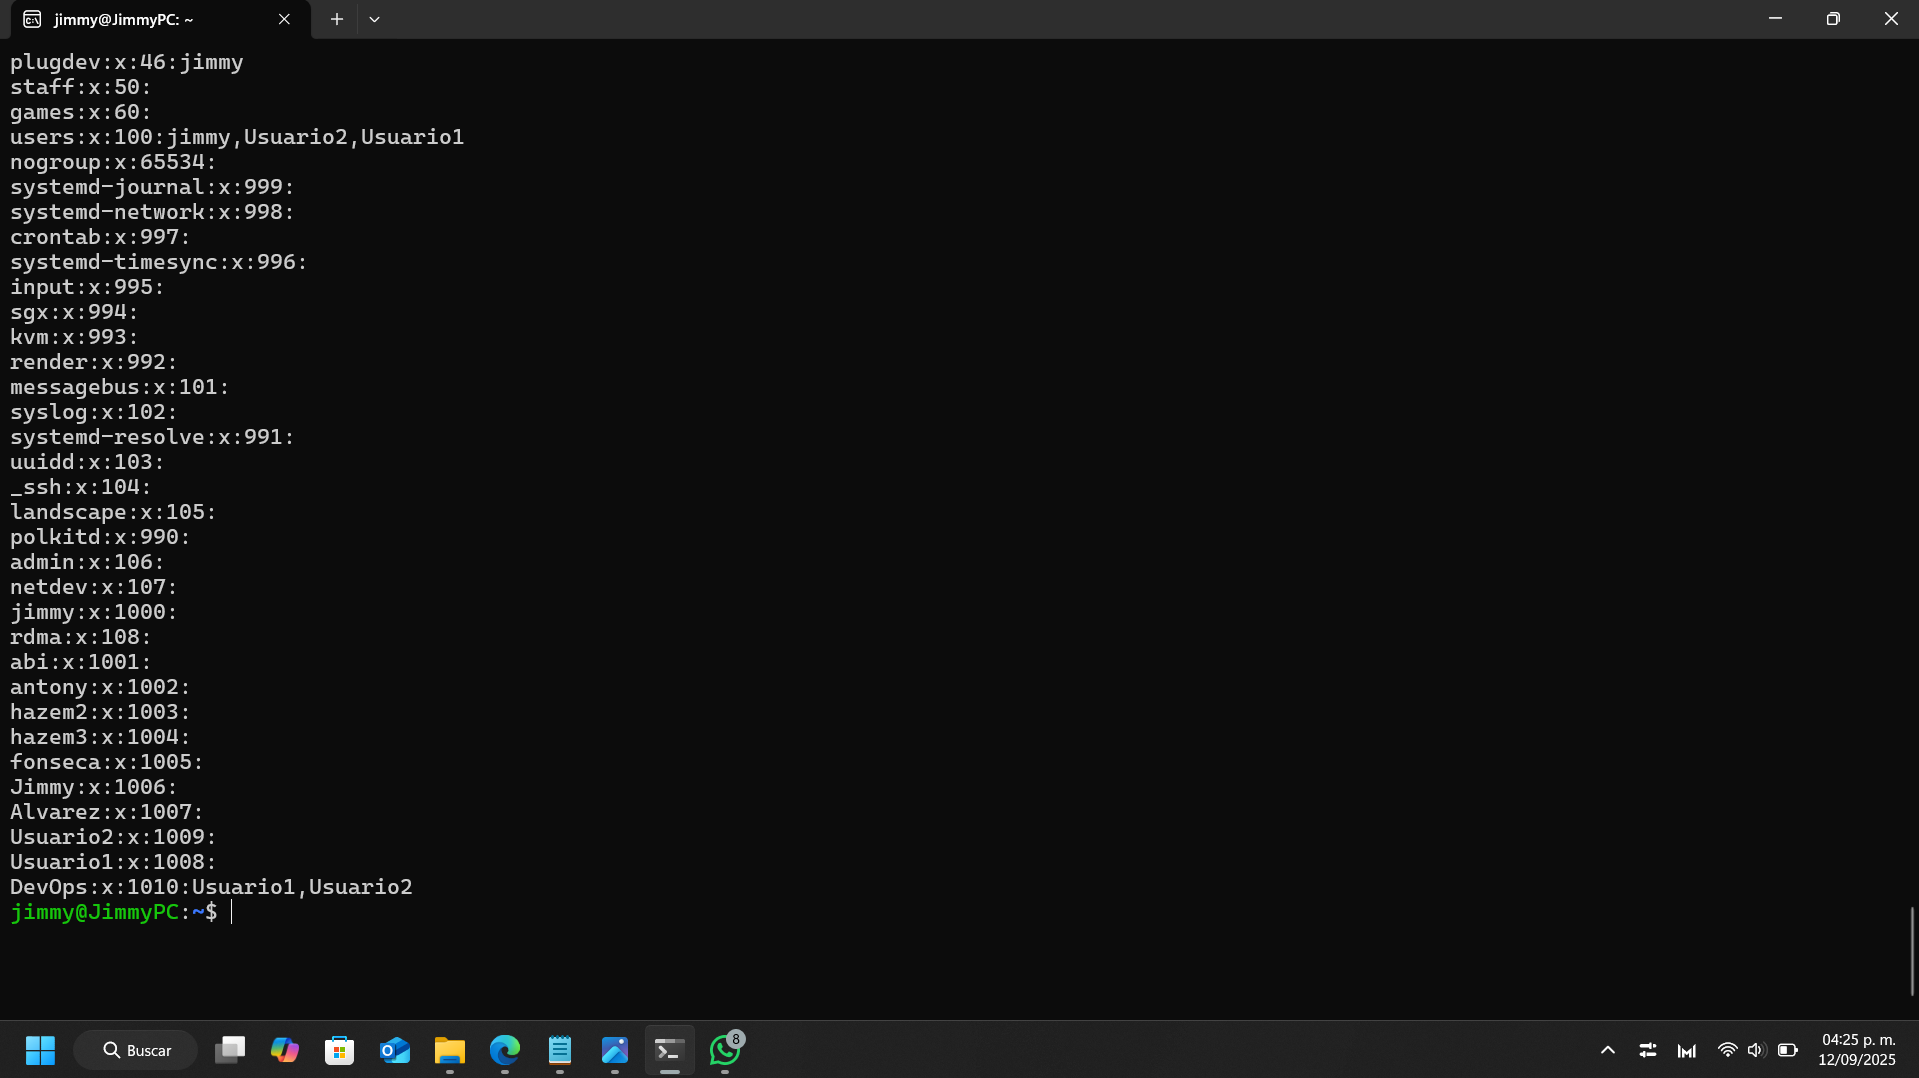 jimmy@JimmyPC: ~
plugdev:x:46:jimmy
staff:x:50:
games:x:60:
users:x:100:jimmy,Usuario2,Usuario1
nogroup:x:65534:
systemd-journal:x:999:
systemd-network:x:998:
crontab:x:997:
systemd-timesync:x:996:
input:x:995:
sgx:x:994:
kvm:x:993:
render:x:992:
messagebus:x:101:
syslog:x:102:
systemd-resolve:x:991:
uuidd:x:103:
_ssh:x:104:
landscape:x:105:
polkitd:x:990:
admin:x:106:
netdev:x:107:
jimmy:x:1000:
rdma:x:108:
abi:x:1001:
antony:x:1002:
hazem2:x:1003:
hazem3:x:1004:
fonseca:x:1005:
Jimmy:x:1006:
Alvarez:x:1007:
Usuario2:x:1009:
Usuario1:x:1008:
DevOps:x:1010:Usuario1,Usuario2
jimmy@JimmyPC:~$
Buscar
8
04:25 p. m.
12/09/2025